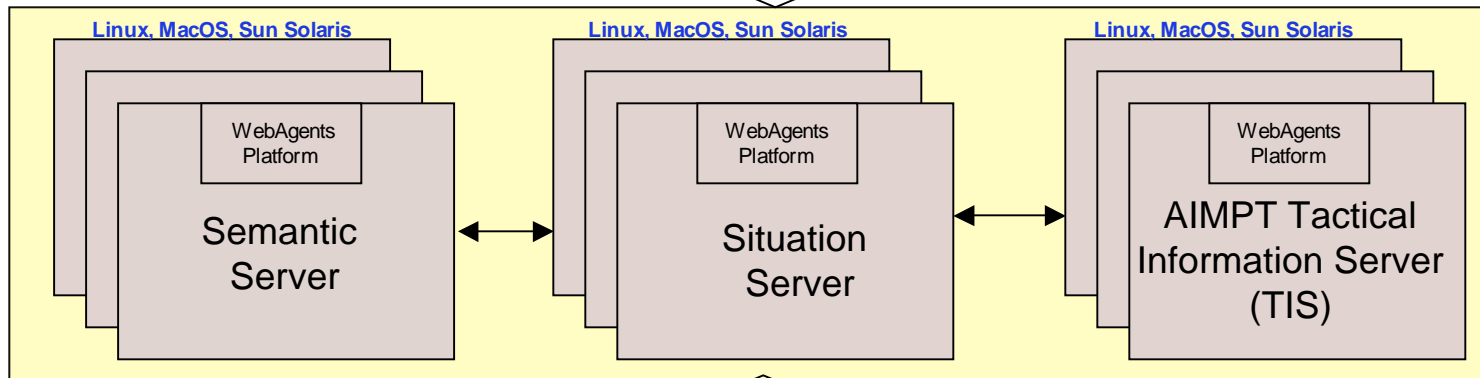 Linux, MacOS, Sun Solaris
WebAgents
Platform
Semantic
Server
Linux, MacOS, Sun Solaris
WebAgents
Platform
Situation
Server
Linux, MacOS, Sun Solaris
WebAgents
Platform
AIMPT Tactical
Information Server
(TIS)